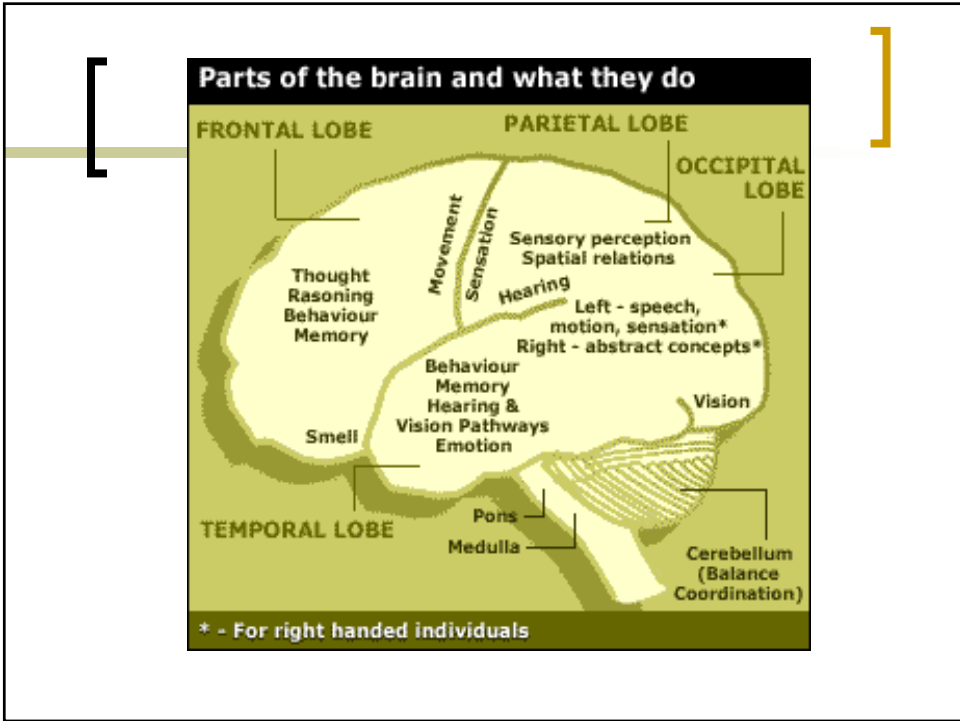 Parts of the brain and what they do
FRONTAL LOBE
PARIETAL LOBE
OCCIPITAL
LOBE
Movement
Sensation
Sensory perception
Spatial relations
Hearing
Thought
Rasoning
Behaviour
Memory
Left - speech,
motion, sensation*
Right - abstract concepts*
Behaviour
Memory
Hearing &
Vision Pathways
Emotion
Vision
Smell
TEMPORAL LOBE
Pons
Medulla
Cerebellum
(Balance
Coordination)
* - For right handed individuals